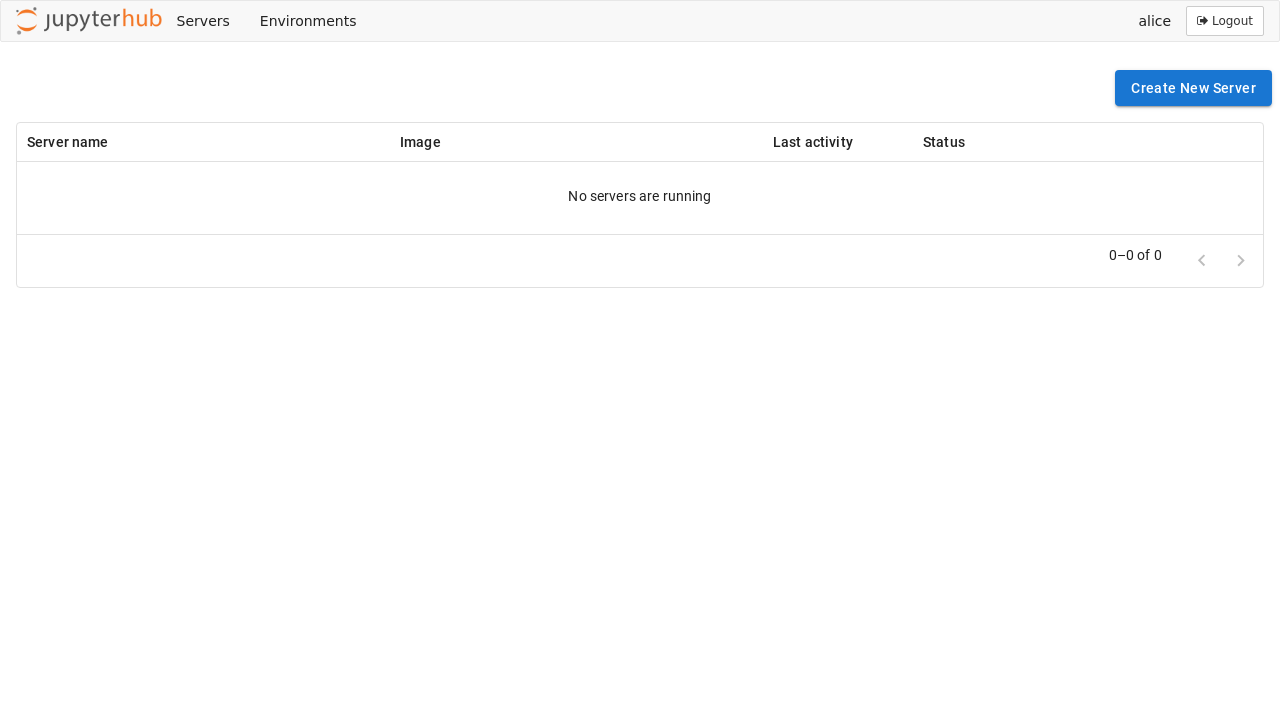 jupyterhub Servers Environments alice Logout
Create New Server
Server name Image Last activity Status
No servers are running
0–0 of 0